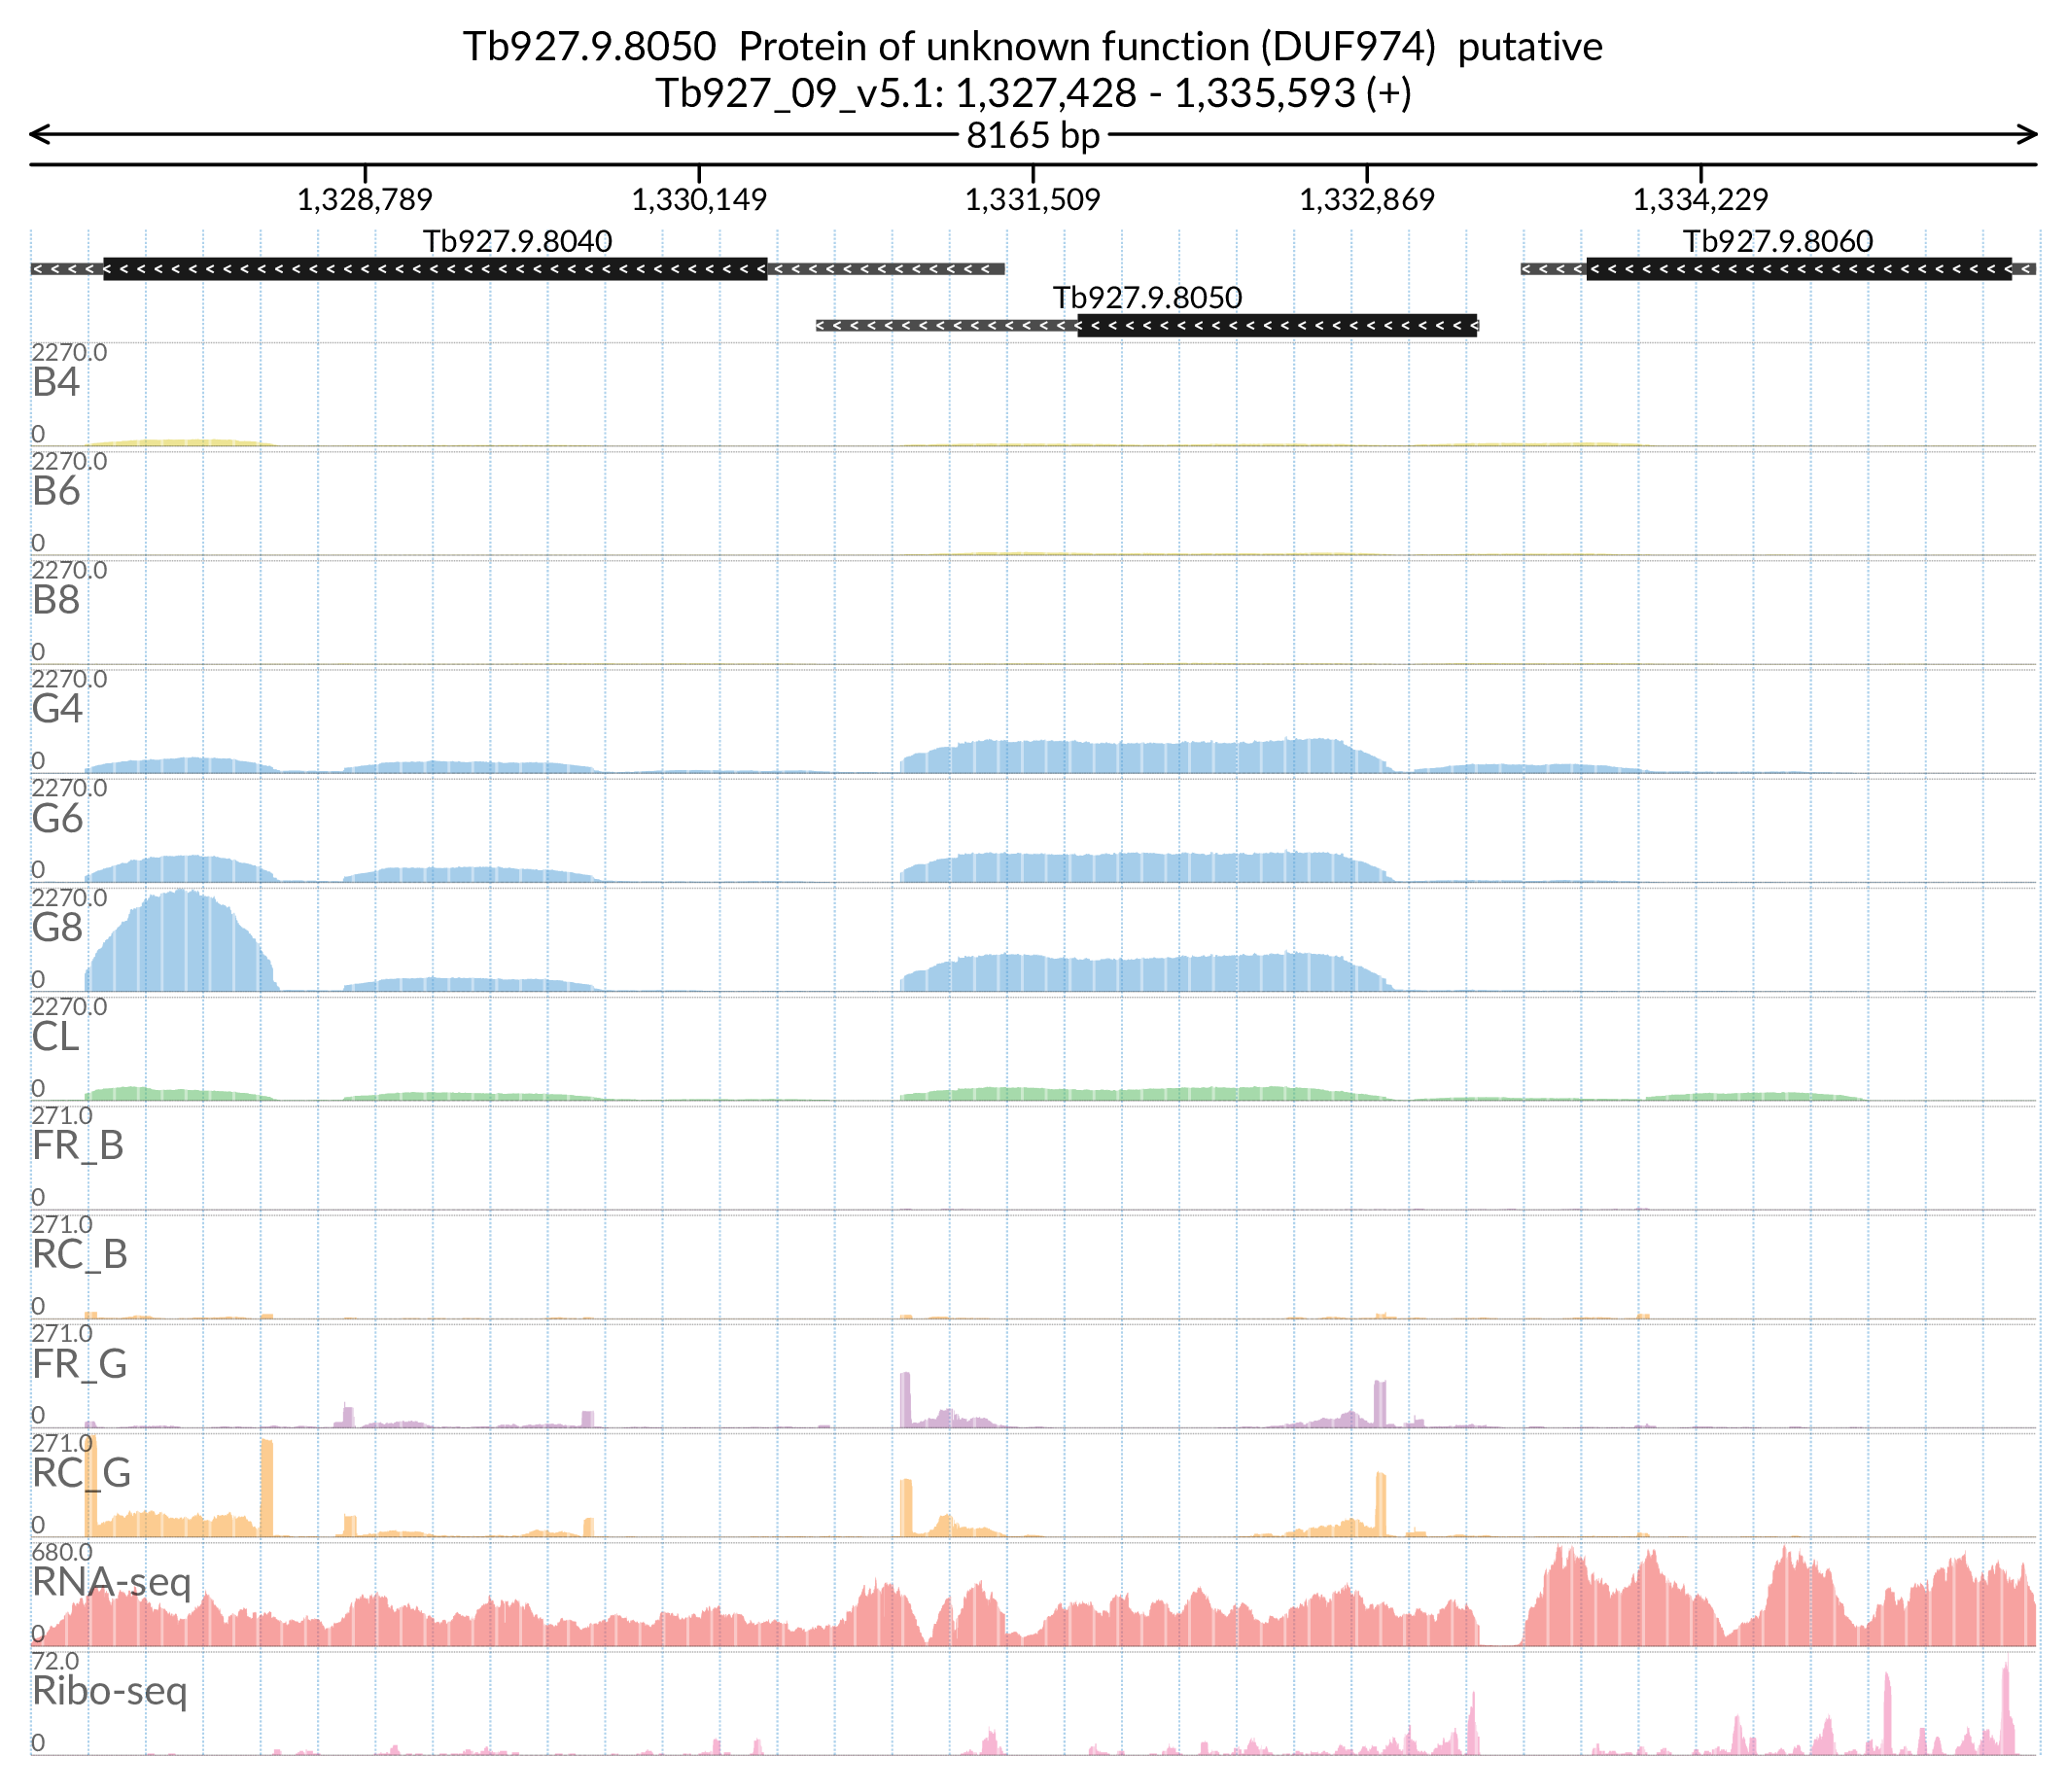 Tb927.9.8050  Protein of unknown function (DUF974)  putative
Tb927_09_v5.1: 1,327,428 - 1,335,593 (+)
8165 bp
1,328,789 1,330,149 1,331,509 1,332,869 1,334,229
Tb927.9.8040 Tb927.9.8060
Tb927.9.8050
2270.0
B4
0
2270.0
B6
0
2270.0
B8
0
2270.0
G4
0
2270.0
G6
0
2270.0
G8
0
2270.0
CL
0
271.0
FR_B
0
271.0
RC_B
0
271.0
FR_G
0
271.0
RC_G
0
680.0
RNA-seq
0
72.0
Ribo-seq
0